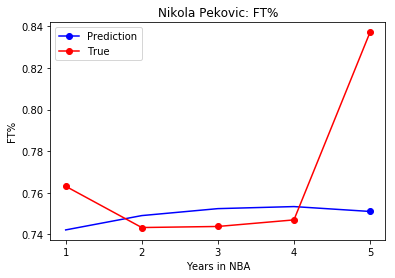 Nikola Pekovic: FT%
Prediction
True
FT%
0.84
0.82
0.80
0.78
0.76
0.74
1 2 3 4 5
Years in NBA